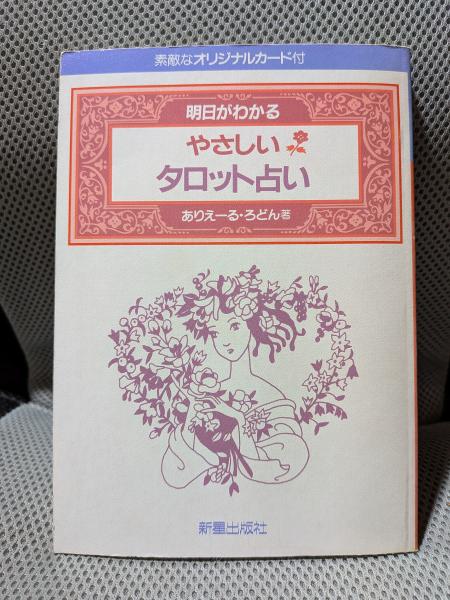 素敵なオリジナルカード付
明日がわかる
やさしい
タロット占い
ありえーる・ろどん著
新星出版社